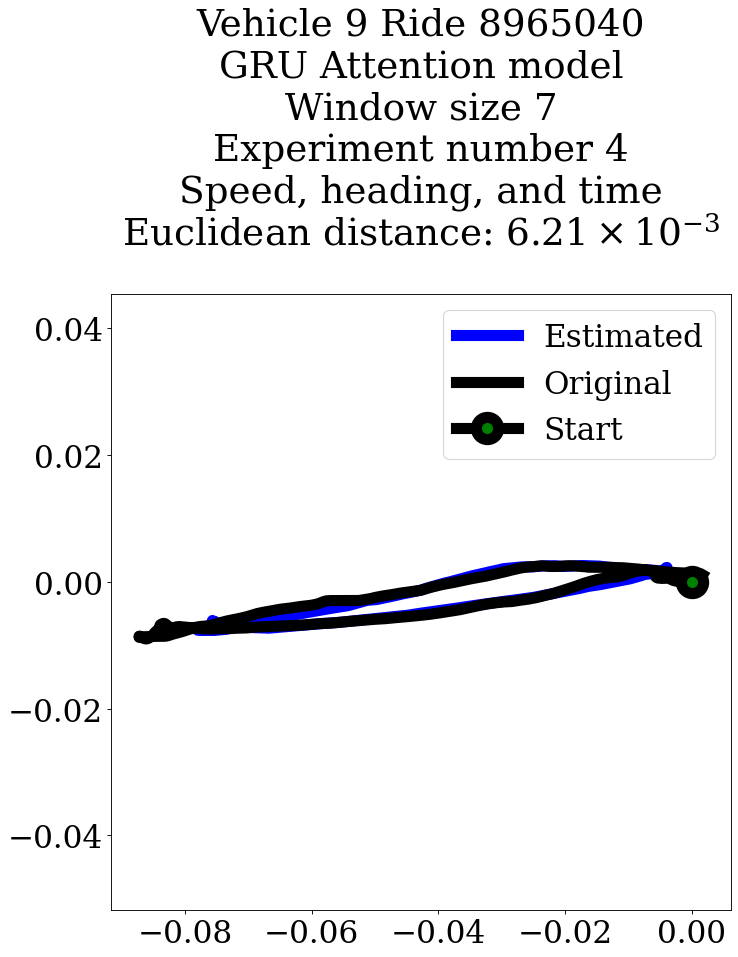 Vehicle 9 Ride 8965040
GRU Attention model
Window size 7
Experiment number 4
Speed, heading, and time
Euclidean distance: 6.21 × 10⁻³
Estimated
Original
Start
0.04
0.02
0.00
−0.02
−0.04
−0.08 −0.06 −0.04 −0.02 0.00